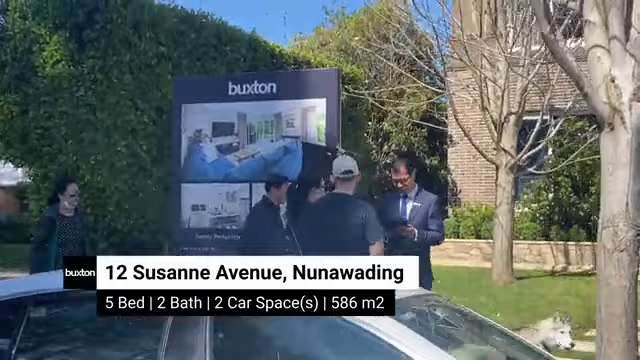 buxton
buxton
12 Susanne Avenue, Nunawading
5 Bed | 2 Bath | 2 Car Space(s) | 586 m2